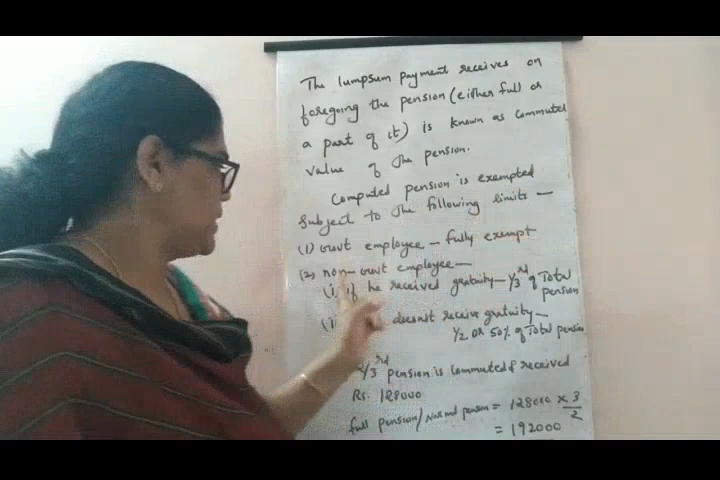 The lumpsum payment receives on
foregoing the pension (either full or
a part of it) is known as commuted
value of the pension.
Computed pension is exempted
subject to the following limits -
(1) Govt employee - fully exempt
(2) non-Govt employee -
(i) if he received gratuity - 1/3rd of Total
pension
doesn't receive gratuity -
1/2 or 50% of Total pension
/3rd pension is commuted & received
Rs. 128000
full pension/Normal pension = 128000 × 3/2
= 192000